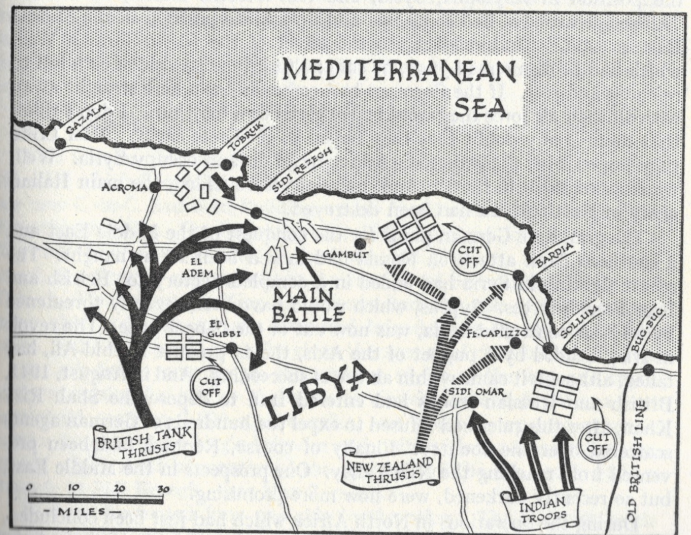 MEDITERRANEAN
SEA
GAZALA
TOBRUK
SIDI REZEGH
ACROMA
EL
ADEM
GAMBUT
CUT
OFF
BARDIA
MAIN
BATTLE
EL
GUBBI
FT. CAPUZZO
SOLLUM
BUG-BUG
LIBYA
CUT
OFF
SIDI OMAR
CUT
OFF
OLD BRITISH LINE
BRITISH TANK
THRUSTS
NEW ZEALAND
THRUSTS
INDIAN
TROOPS
0 10 20 30
MILES